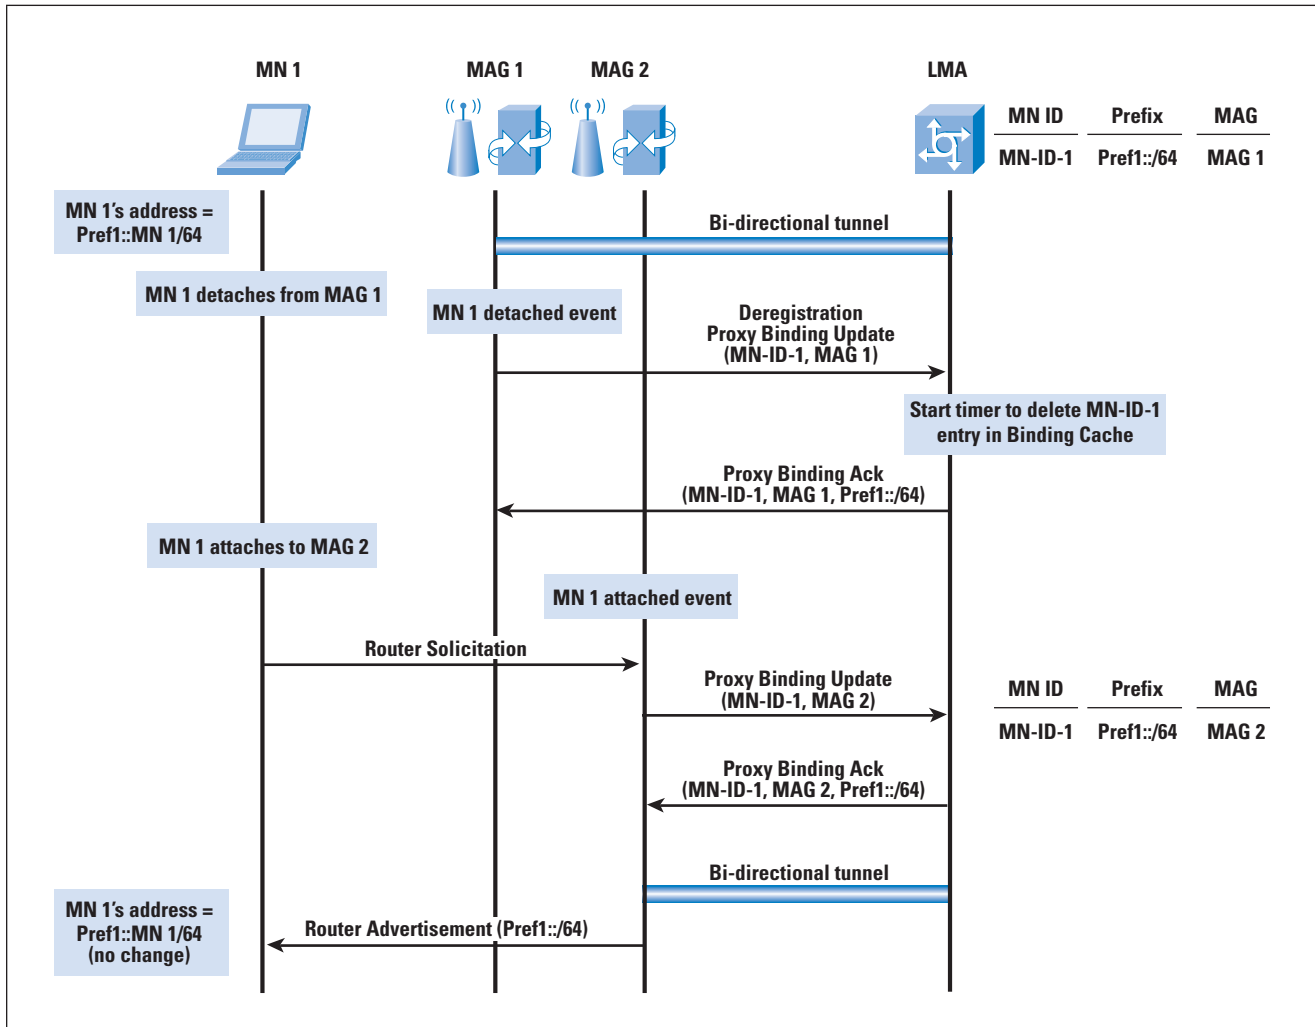 MN 1
MAG 1
MAG 2
LMA
MN ID
Prefix
MAG
MN-ID-1
Pref1::/64
MAG 1
MN 1's address =
Pref1::MN 1/64
Bi-directional tunnel
MN 1 detaches from MAG 1
MN 1 detached event
Deregistration
Proxy Binding Update
(MN-ID-1, MAG 1)
Start timer to delete MN-ID-1
entry in Binding Cache
Proxy Binding Ack
(MN-ID-1, MAG 1, Pref1::/64)
MN 1 attaches to MAG 2
MN 1 attached event
Router Solicitation
Proxy Binding Update
(MN-ID-1, MAG 2)
MN ID
Prefix
MAG
MN-ID-1
Pref1::/64
MAG 2
Proxy Binding Ack
(MN-ID-1, MAG 2, Pref1::/64)
Bi-directional tunnel
MN 1's address =
Pref1::MN 1/64
(no change)
Router Advertisement (Pref1::/64)